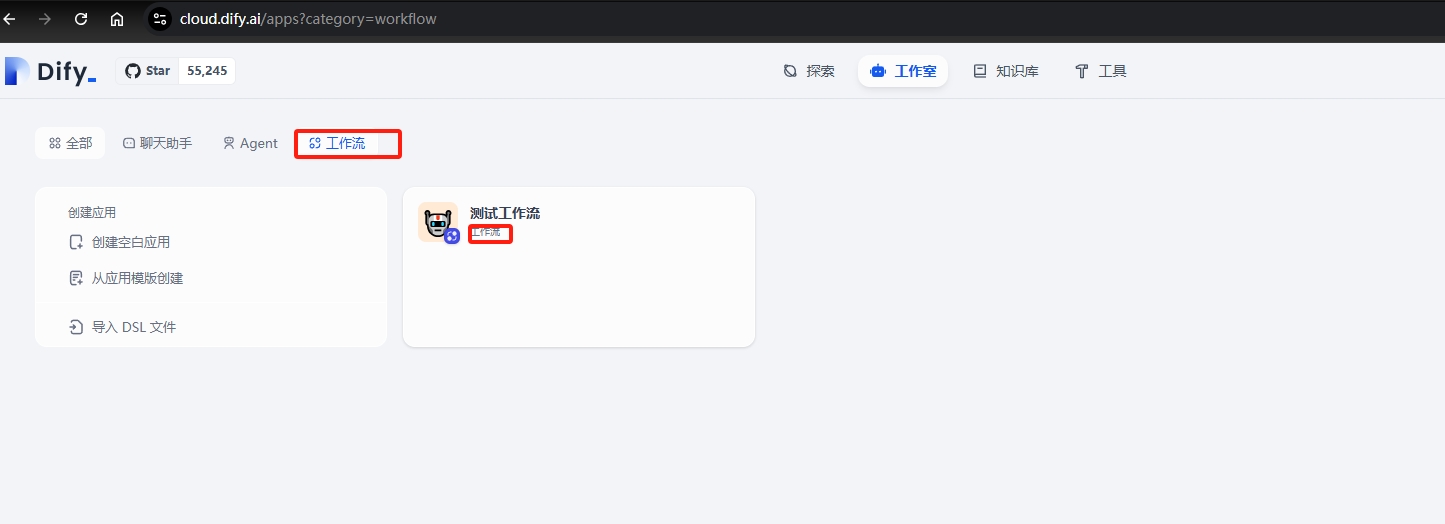 cloud.dify.ai/apps?category=workflow
Dify_ Star 55,245 探索 工作室 知识库 工具
全部 聊天助手 Agent 工作流
创建应用
创建空白应用
从应用模版创建
导入 DSL 文件
测试工作流
工作流